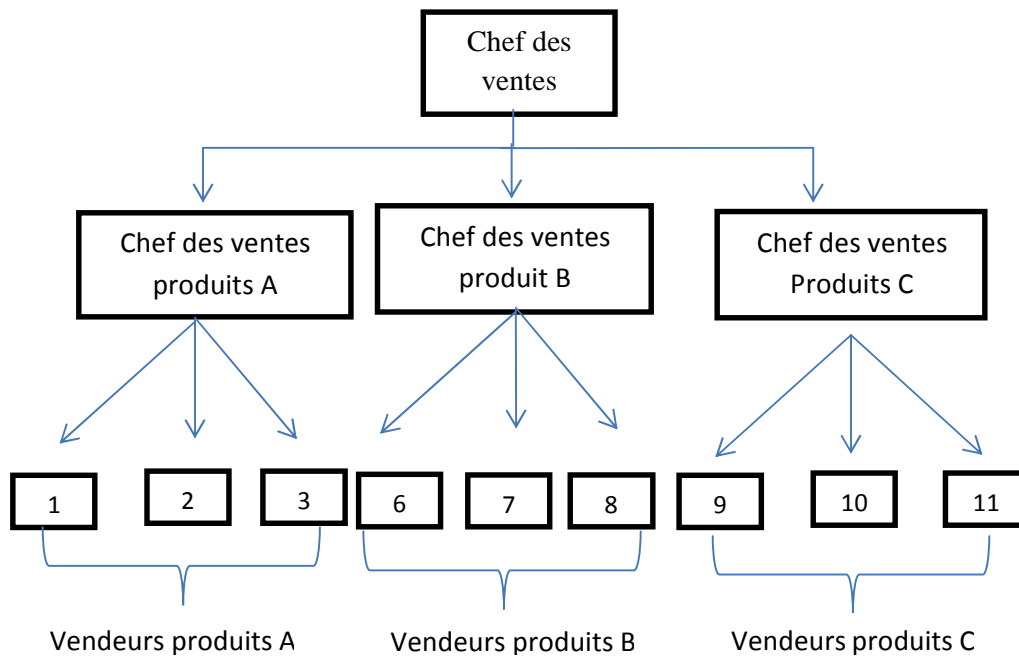 Chef des
ventes
Chef des ventes
produits A
Chef des ventes
produit B
Chef des ventes
Produits C
1
2
3
6
7
8
9
10
11
Vendeurs produits A
Vendeurs produits B
Vendeurs produits C